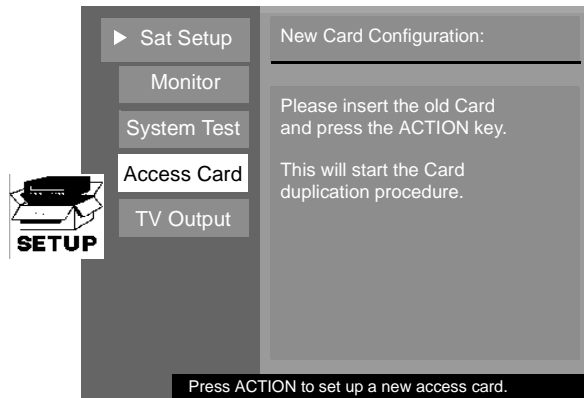 Sat Setup
Monitor
System Test
Access Card
TV Output
SETUP
New Card Configuration:
Please insert the old Card
and press the ACTION key.
This will start the Card
duplication procedure.
Press ACTION to set up a new access card.